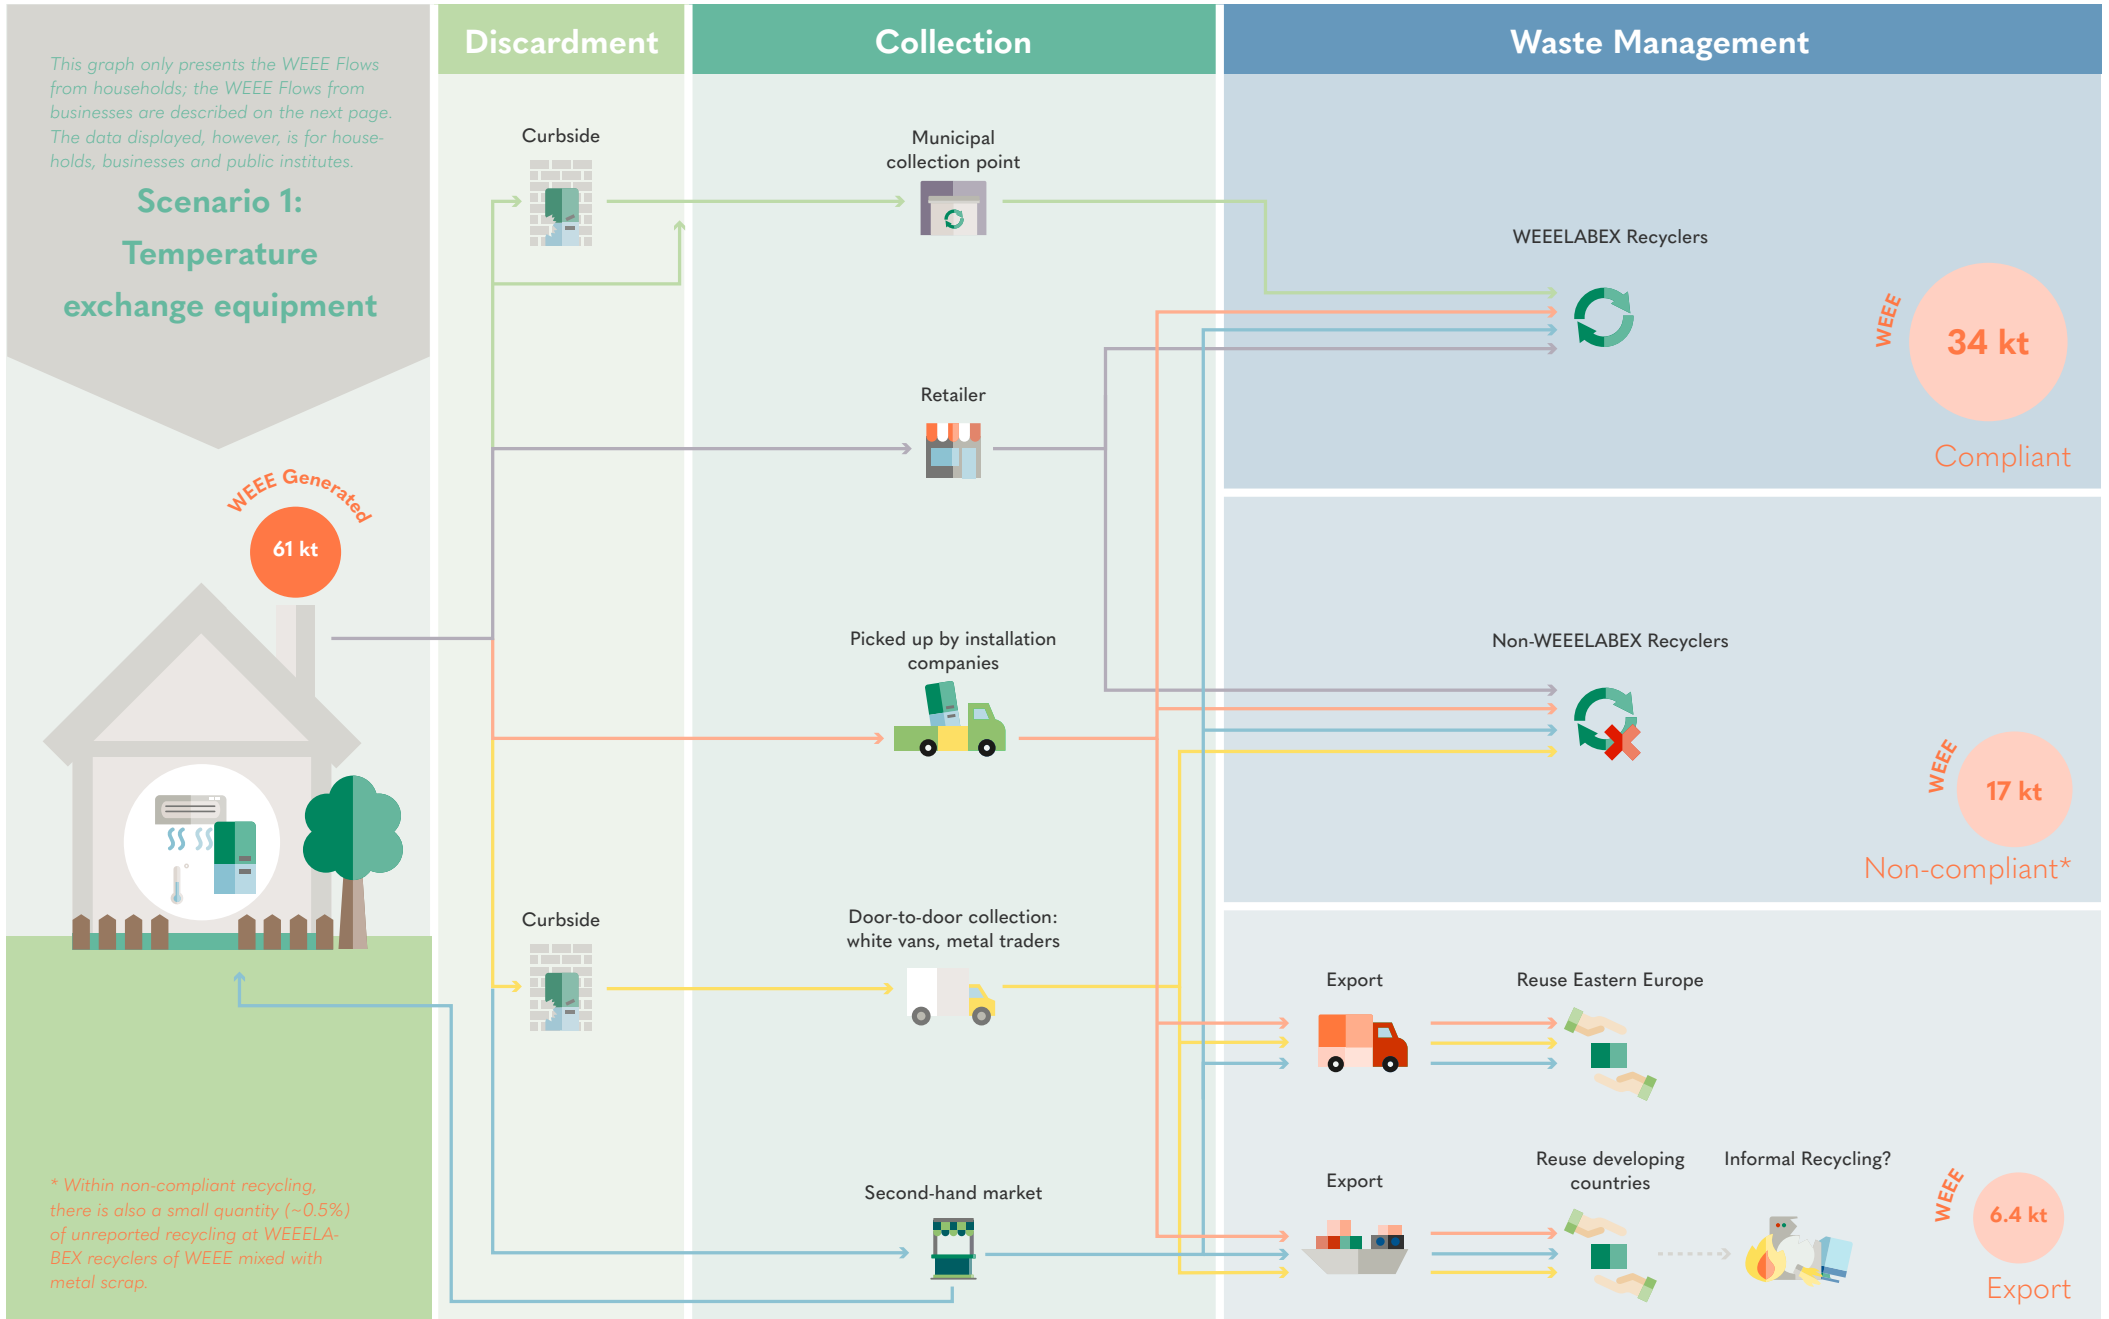 This graph only presents the WEEE Flows
from households; the WEEE Flows from
businesses are described on the next page.
The data displayed, however, is for house-
holds, businesses and public institutes.
Scenario 1:
Temperature
exchange equipment
WEEE Generated
61 kt
* Within non-compliant recycling,
there is also a small quantity (~0.5%)
of unreported recycling at WEEELA-
BEX recyclers of WEEE mixed with
metal scrap.
Discardment
Curbside
Curbside
Collection
Municipal
collection point
Retailer
Picked up by installation
companies
Door-to-door collection:
white vans, metal traders
Second-hand market
Waste Management
WEEELABEX Recyclers
WEEE
34 kt
Compliant
Non-WEEELABEX Recyclers
WEEE
17 kt
Non-compliant*
Export
Reuse Eastern Europe
Export
Reuse developing
countries
Informal Recycling?
WEEE
6.4 kt
Export